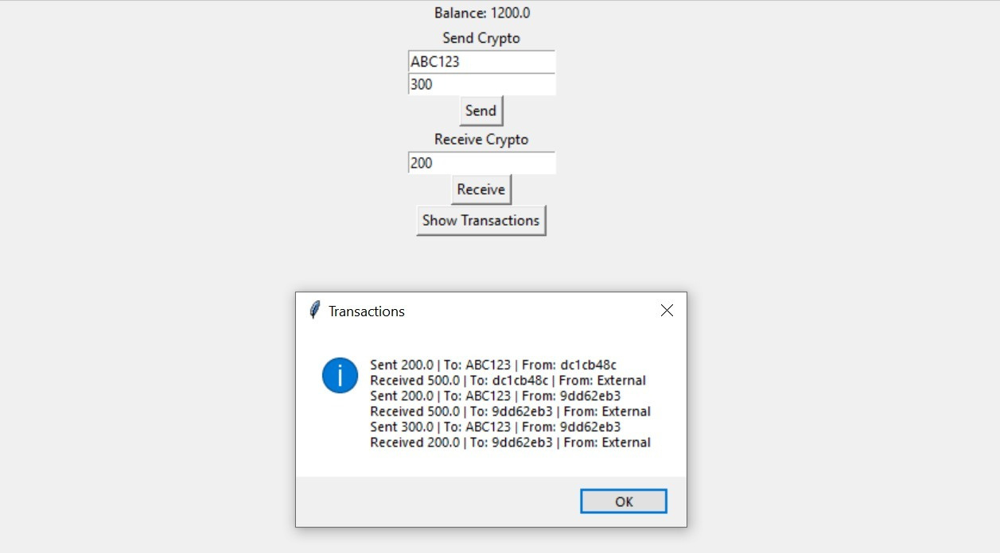 Balance: 1200.0
Send Crypto
ABC123
300
Send
Receive Crypto
200
Receive
Show Transactions
Transactions
Sent 200.0 | To: ABC123 | From: dc1cb48c
Received 500.0 | To: dc1cb48c | From: External
Sent 200.0 | To: ABC123 | From: 9dd62eb3
Received 500.0 | To: 9dd62eb3 | From: External
Sent 300.0 | To: ABC123 | From: 9dd62eb3
Received 200.0 | To: 9dd62eb3 | From: External
OK